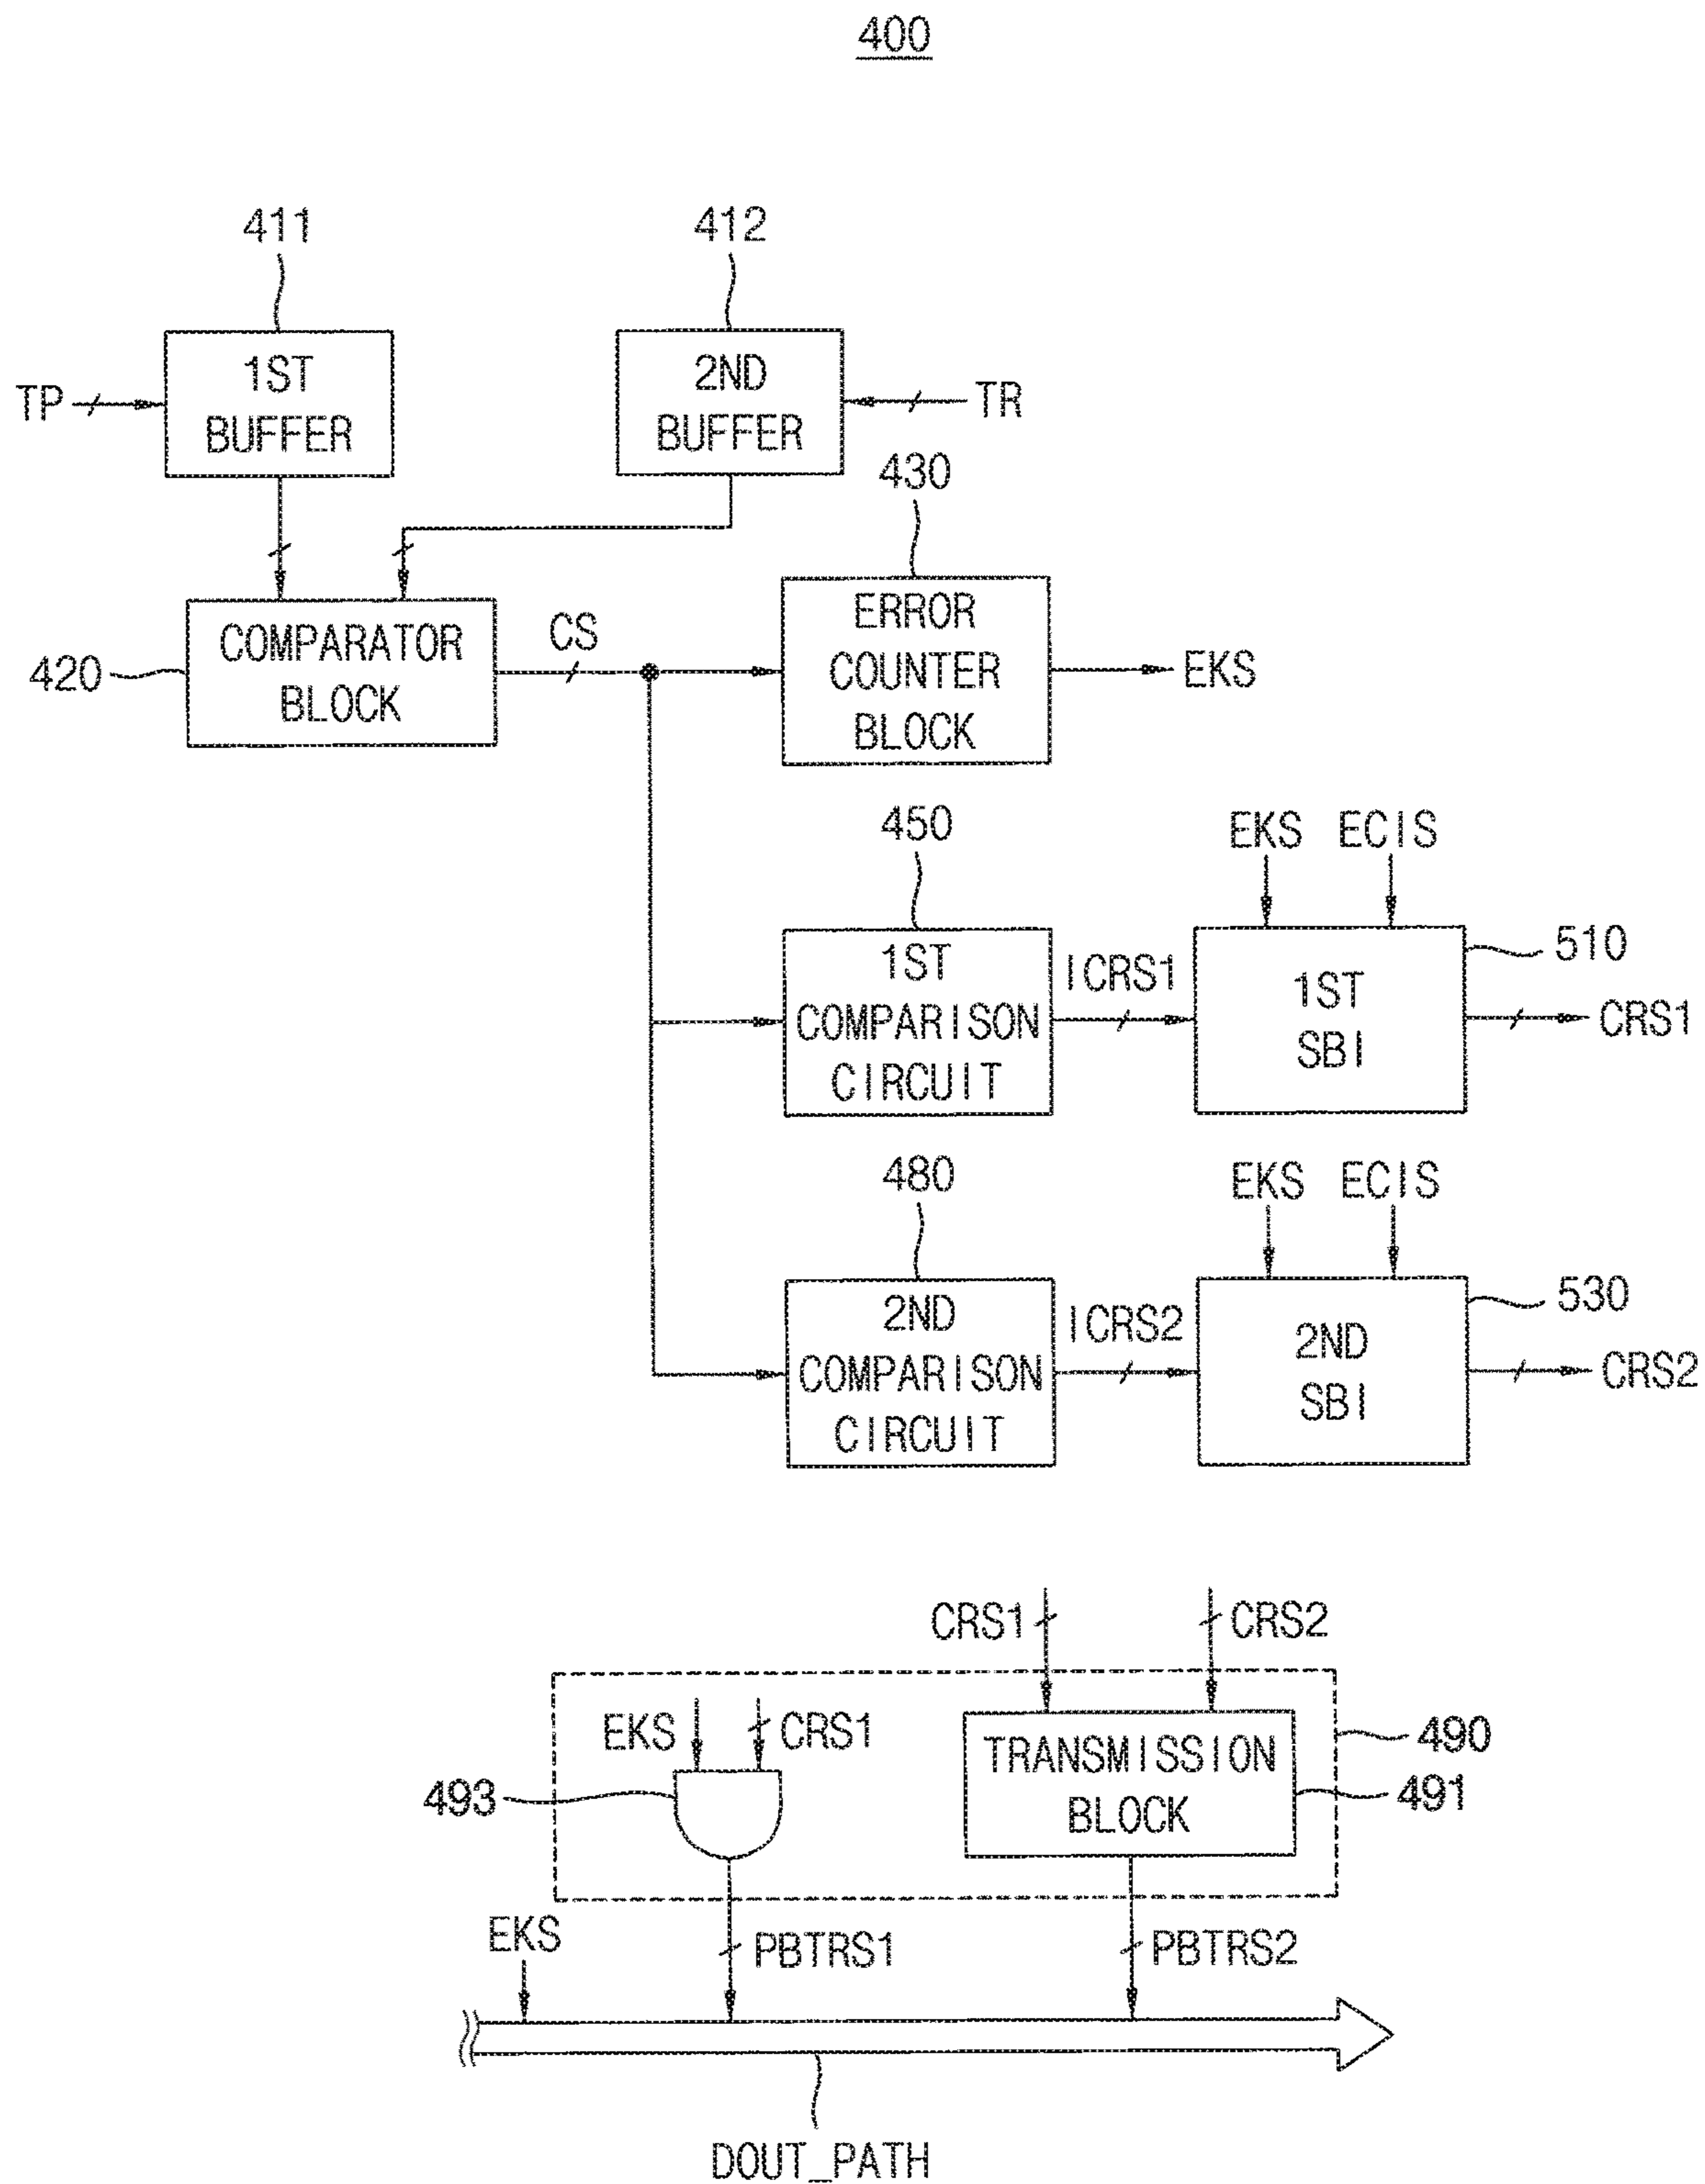 400
411
412
1ST
BUFFER
2ND
BUFFER
TP
TR
430
COMPARATOR
BLOCK
CS
ERROR
COUNTER
BLOCK
420
EKS
450
EKS
ECIS
510
1ST
COMPARISON
CIRCUIT
ICRS1
1ST
SBI
CRS1
480
EKS
ECIS
530
2ND
COMPARISON
CIRCUIT
ICRS2
2ND
SBI
CRS2
CRS1
CRS2
EKS
CRS1
TRANSMISSION
BLOCK
490
493
491
EKS
PBTRS1
PBTRS2
DOUT_PATH